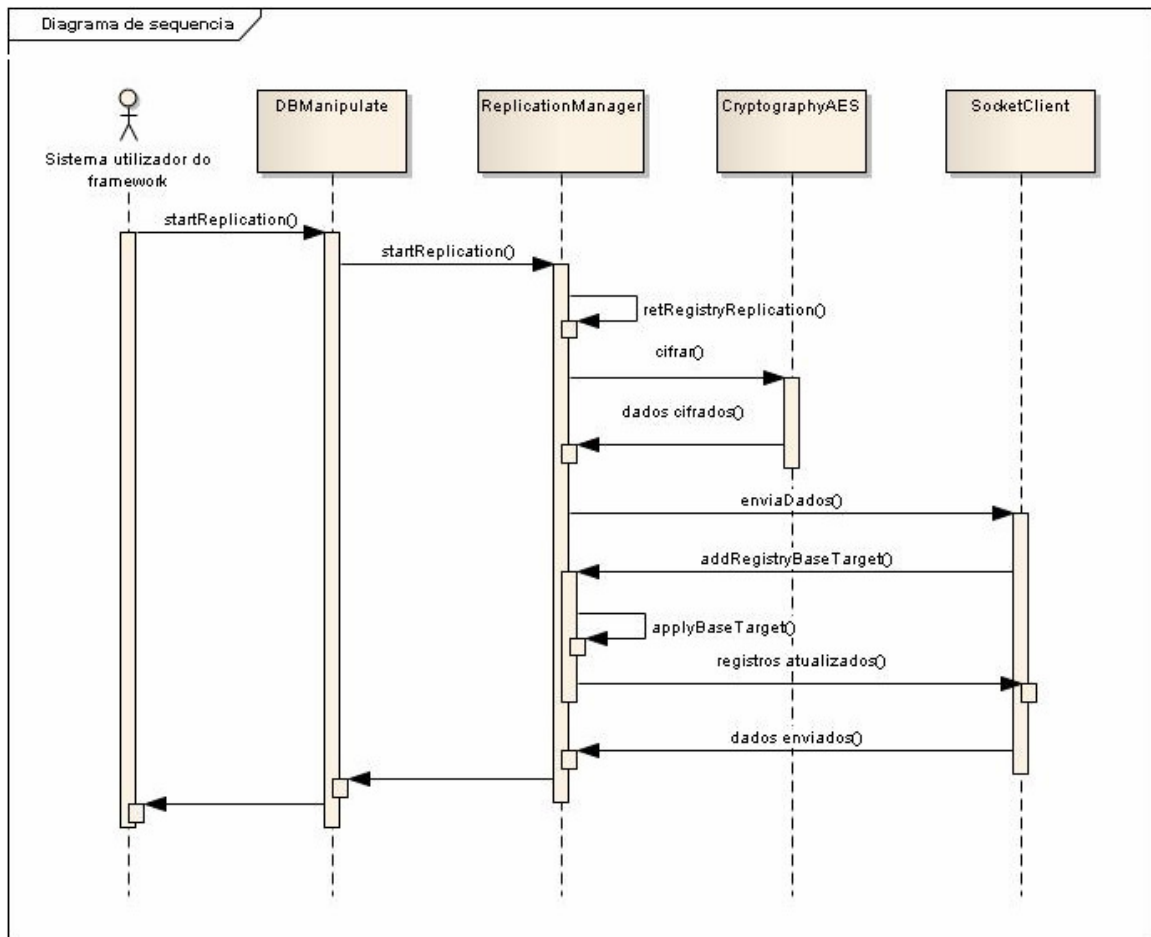 Diagrama de sequencia
Sistema utilizador do
framework
DBManipulate
ReplicationManager
CryptographyAES
SocketClient
startReplication()
startReplication()
retRegistryReplication()
cifrar()
dados cifrados()
enviaDados()
addRegistryBaseTarget()
applyBaseTarget()
registros atualizados()
dados enviados()